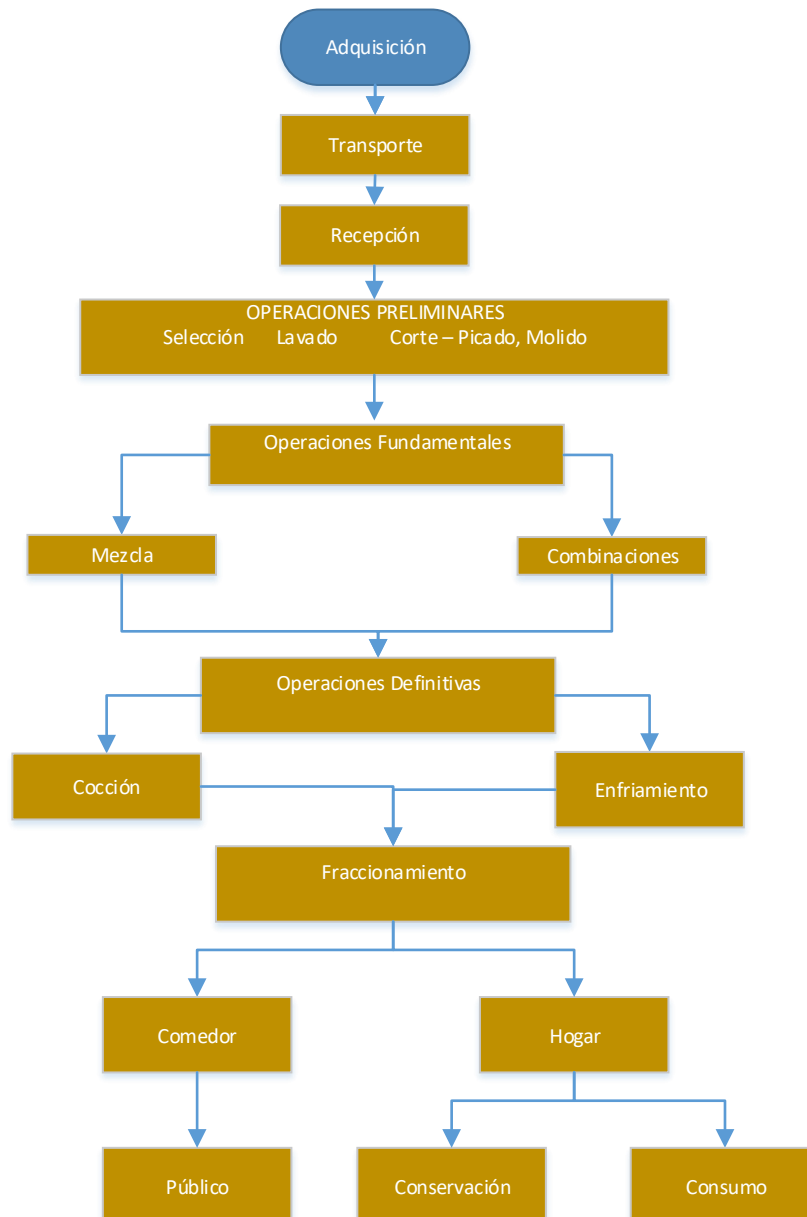 Adquisición
Transporte
Recepción
OPERACIONES PRELIMINARES
Selección Lavado Corte – Picado, Molido
Operaciones Fundamentales
Mezcla
Combinaciones
Operaciones Definitivas
Cocción
Enfriamiento
Fraccionamiento
Comedor
Hogar
Público
Conservación
Consumo